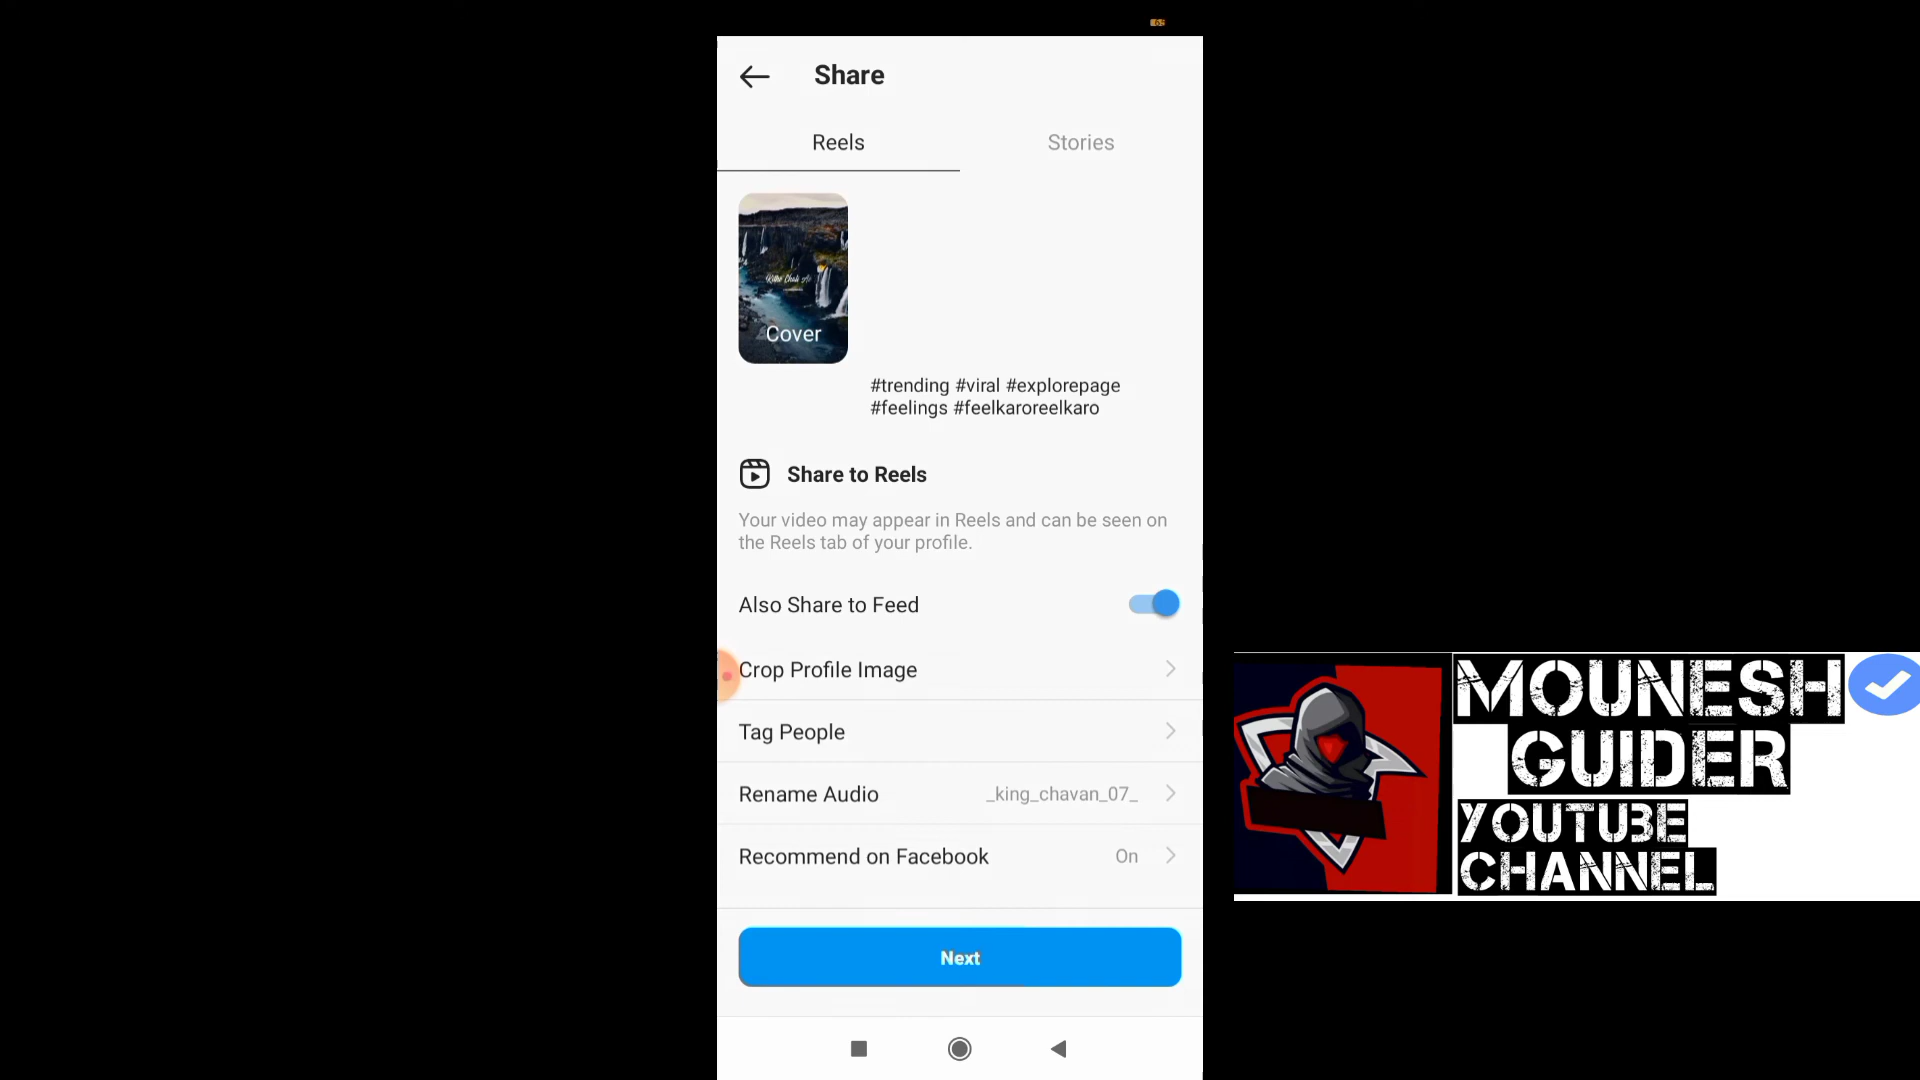 Share
Reels
Stories
Cover
#trending #viral #explorepage
#feelings #feelkaroreelkaro
Share to Reels
Your video may appear in Reels and can be seen on
the Reels tab of your profile.
Also Share to Feed
Crop Profile Image
Tag People
Rename Audio _king_chavan_07_
Recommend on Facebook On
Next
MOUNESH
GUIDER
YOUTUBE
CHANNEL